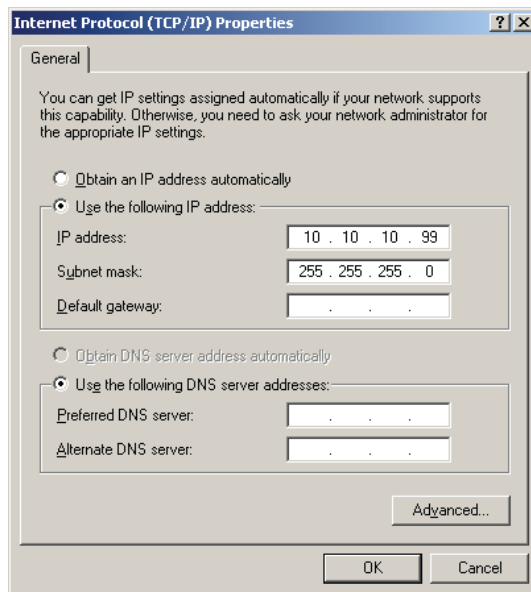 Internet Protocol (TCP/IP) Properties
General
You can get IP settings assigned automatically if your network supports
this capability. Otherwise, you need to ask your network administrator for
the appropriate IP settings.
Obtain an IP address automatically
Use the following IP address:
IP address: 10 . 10 . 10 . 99
Subnet mask: 255 . 255 . 255 . 0
Default gateway: . . .
Obtain DNS server address automatically
Use the following DNS server addresses:
Preferred DNS server: . . .
Alternate DNS server: . . .
Advanced...
OK Cancel